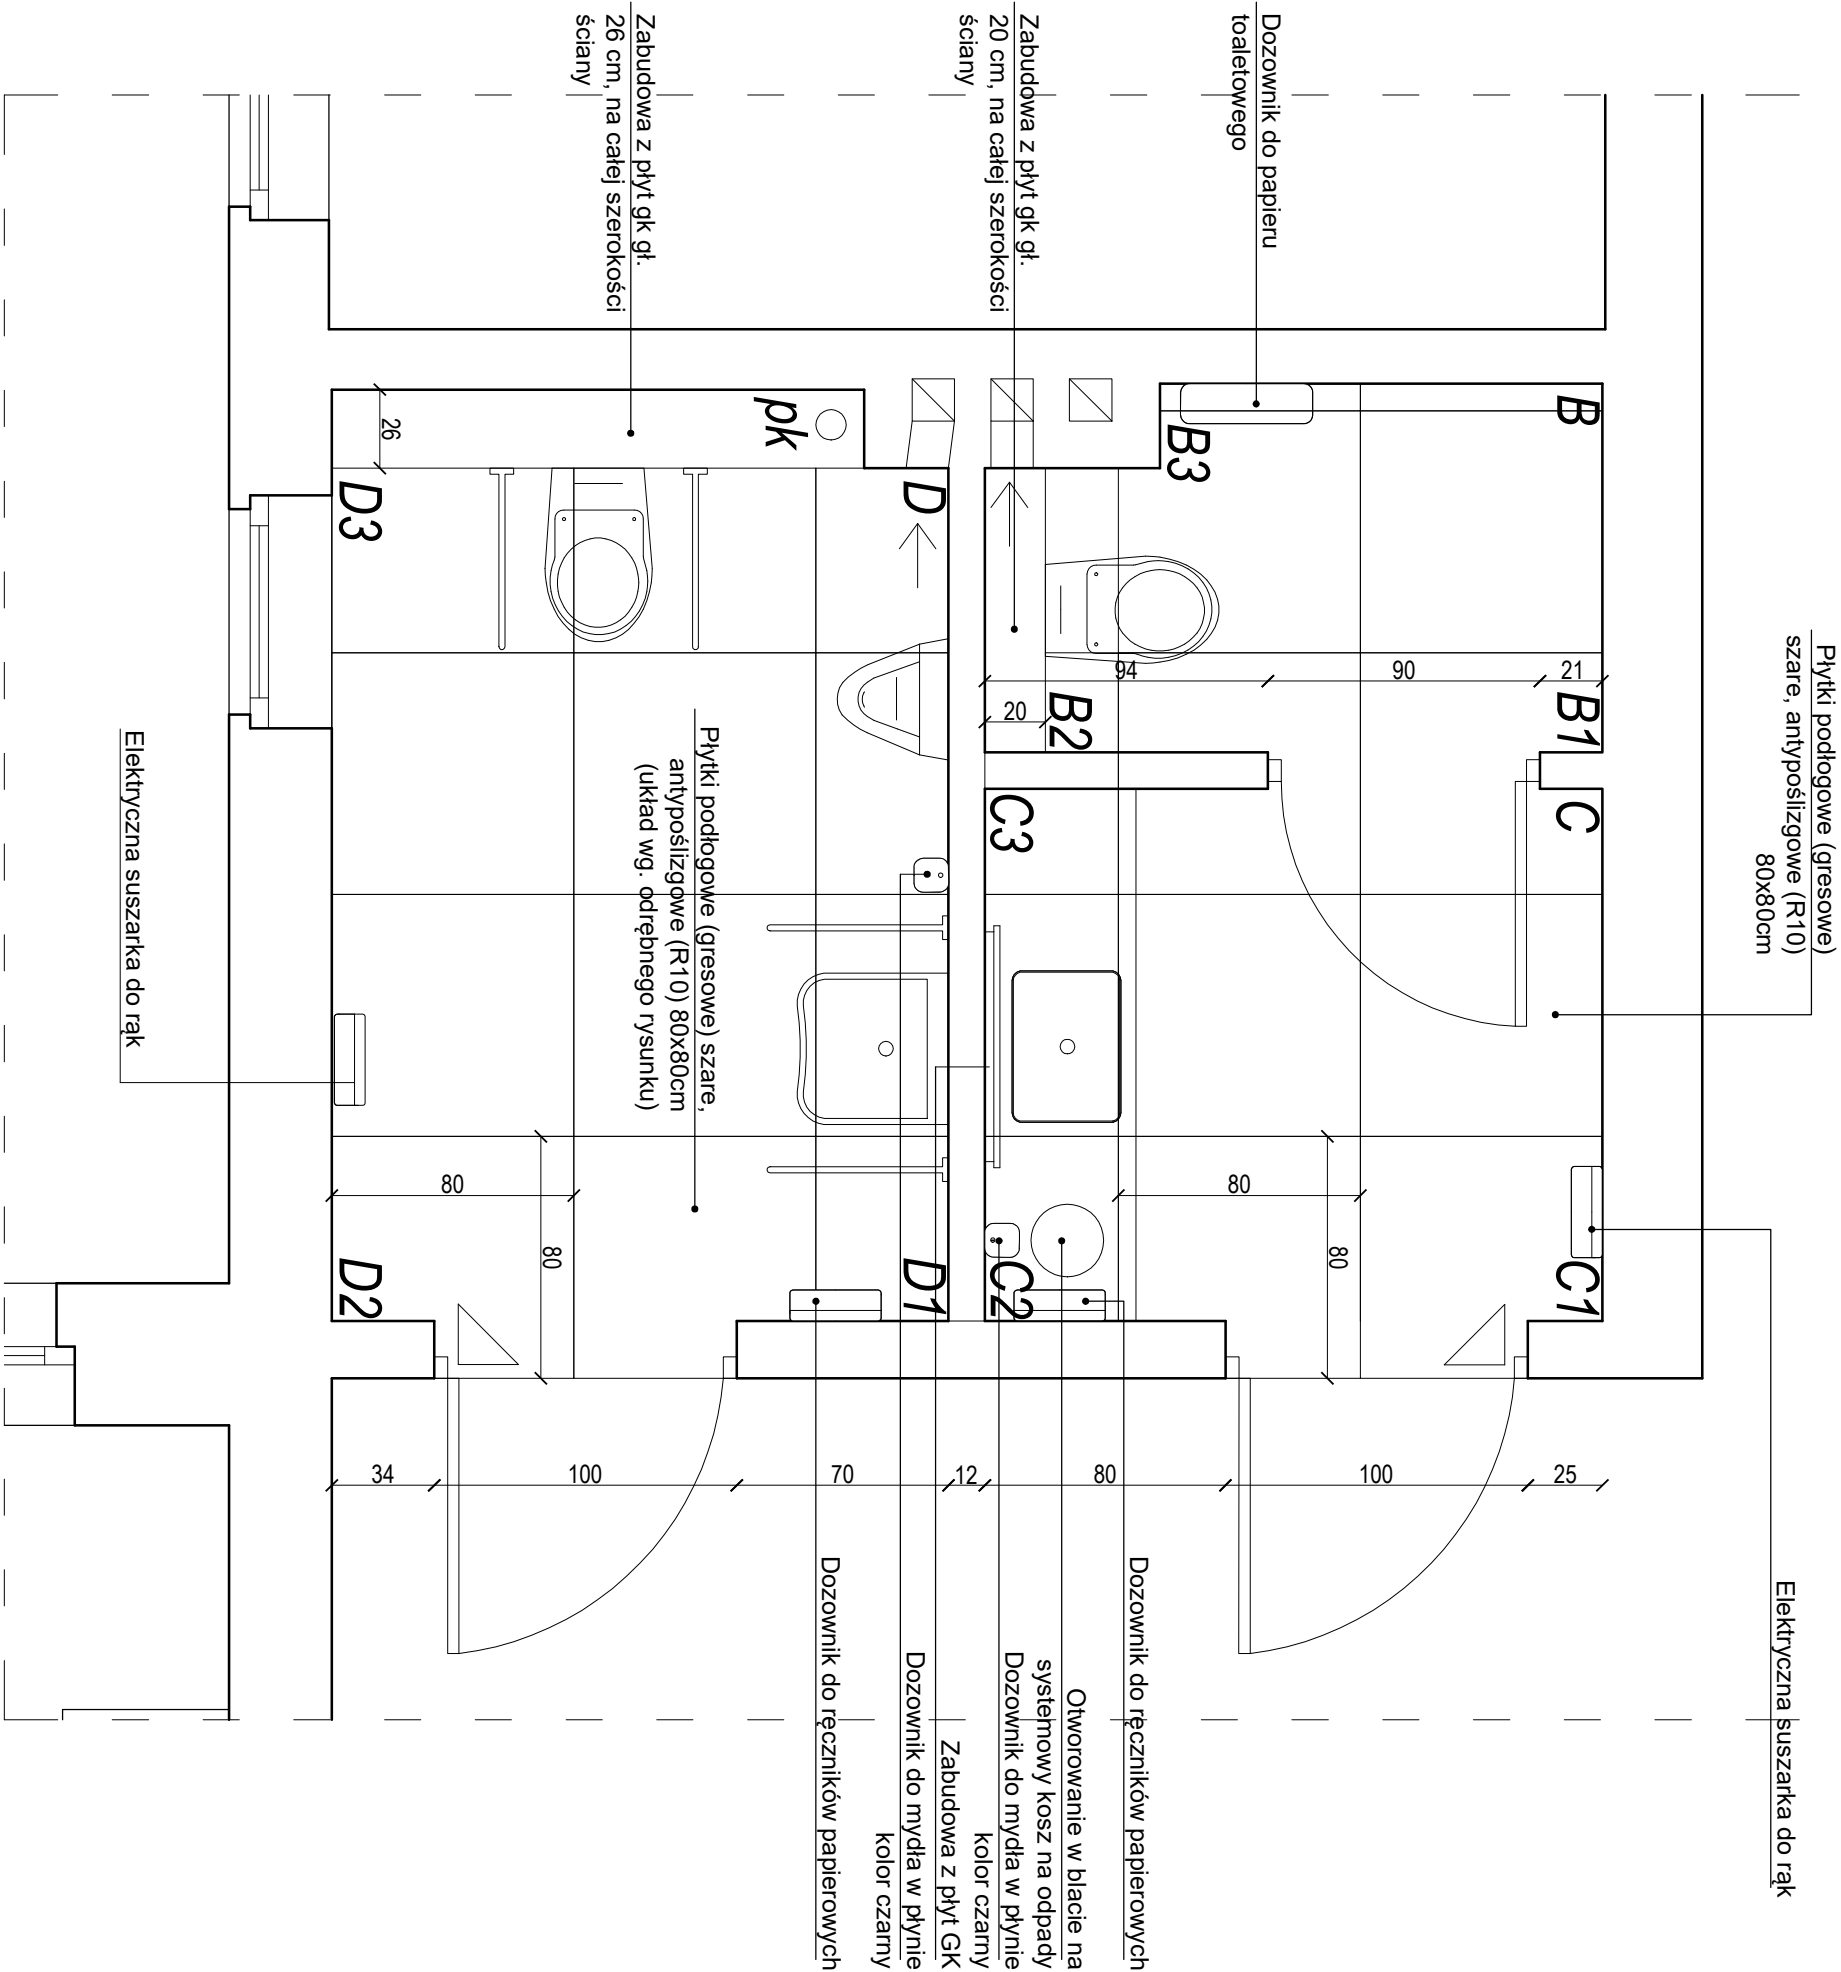 Płytki podłogowe (gresowe)
szare, antypoślizgowe (R10)
80x80cm
Elektryczna suszarka do rąk
Dozownik do papieru
toaletowego
Zabudowa z płyt gk gł.
20 cm, na całej szerokości
ściany
Zabudowa z płyt gk gł.
26 cm, na całej szerokości
ściany
B
B1
C
C1
B3
B2
C3
C2
D
D1
pk
D3
D2
21
90
94
20
26
80
80
80
80
25
100
80
12
70
100
34
Płytki podłogowe (gresowe) szare,
antypoślizgowe (R10) 80x80cm
(układ wg. odrębnego rysunku)
Elektryczna suszarka do rąk
Dozownik do ręczników papierowych
Otworowanie w blacie na
systemowy kosz na odpady
Dozownik do mydła w płynie
kolor czarny
Zabudowa z płyt GK
Dozownik do mydła w płynie
kolor czarny
Dozownik do ręczników papierowych